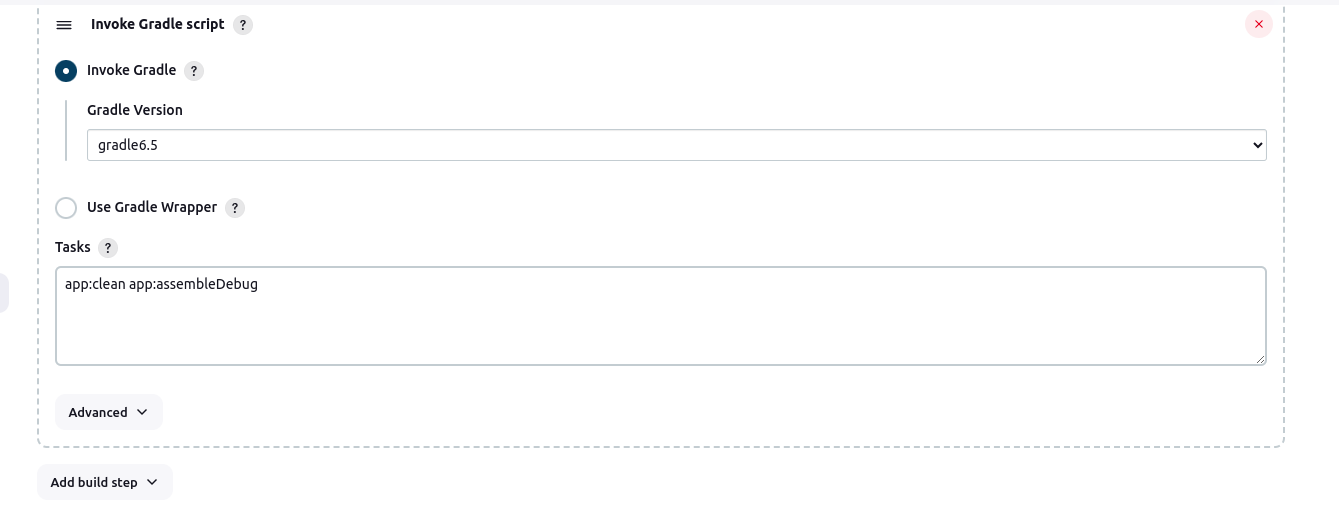 Invoke Gradle script ?
Invoke Gradle ?
Gradle Version
gradle6.5
Use Gradle Wrapper ?
Tasks ?
app:clean app:assembleDebug
Advanced
Add build step